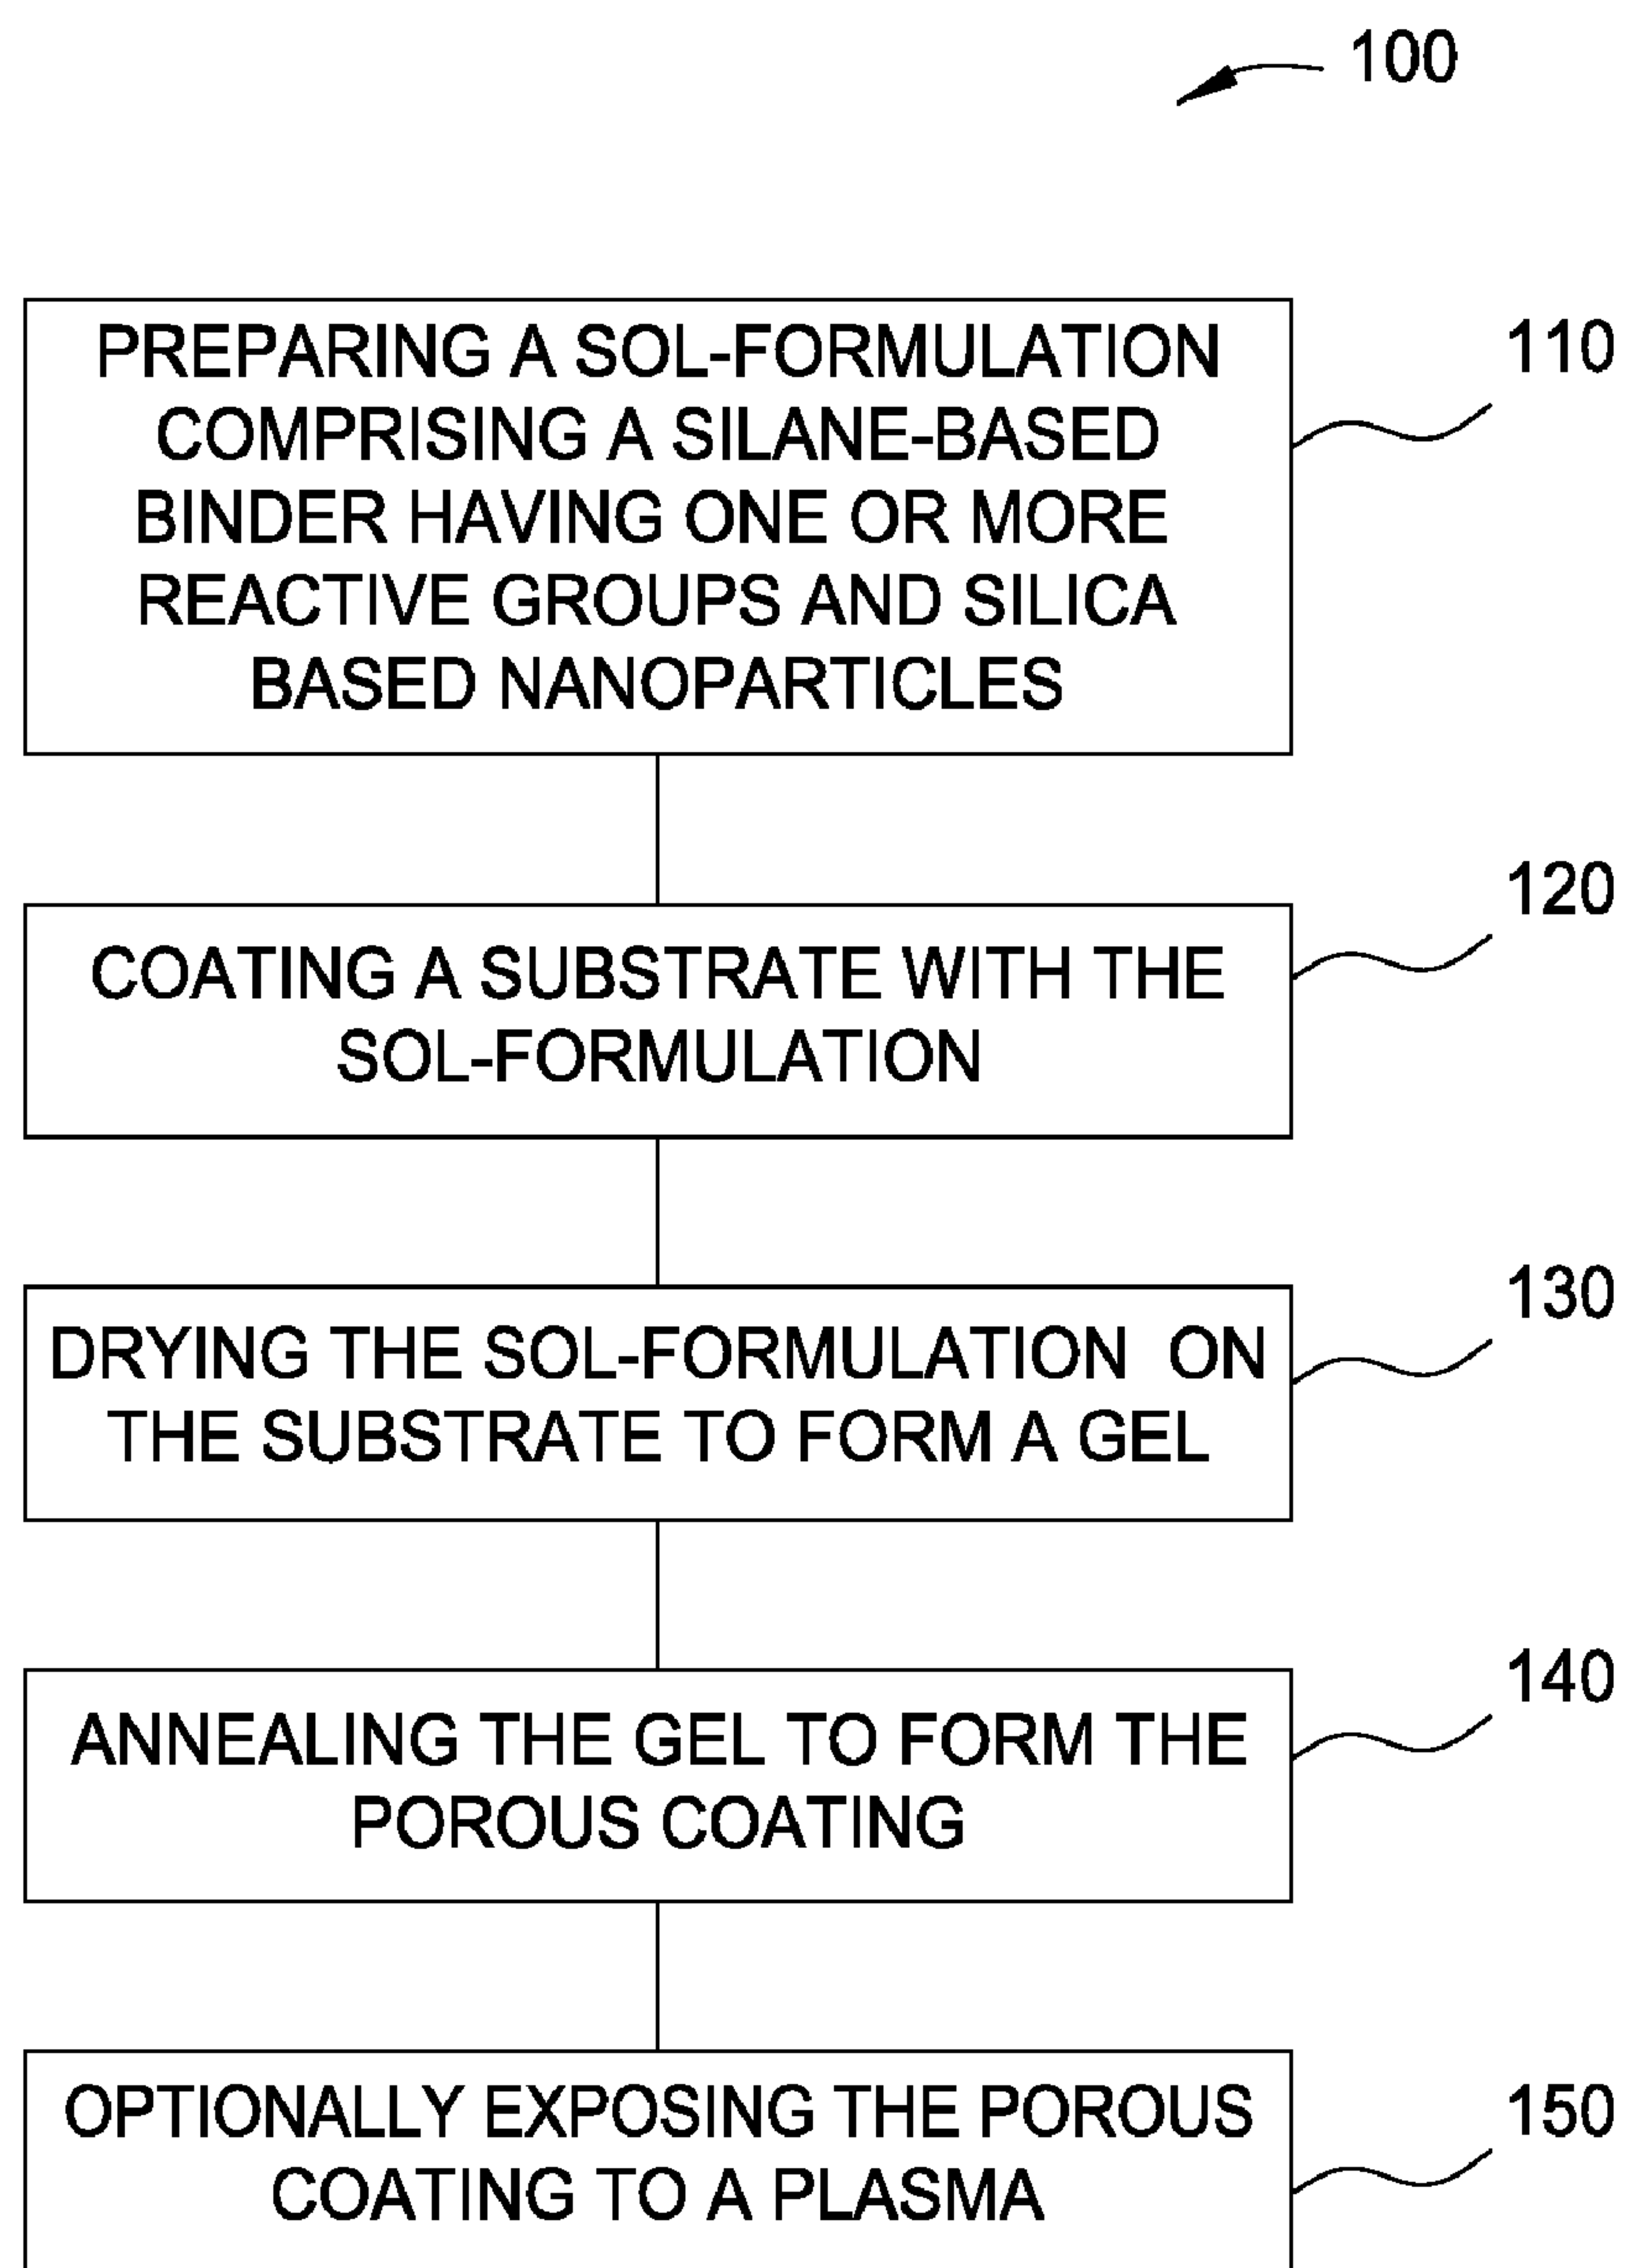 100
PREPARING A SOL-FORMULATION
COMPRISING A SILANE-BASED
BINDER HAVING ONE OR MORE
REACTIVE GROUPS AND SILICA
BASED NANOPARTICLES
110
COATING A SUBSTRATE WITH THE
SOL-FORMULATION
120
DRYING THE SOL-FORMULATION ON
THE SUBSTRATE TO FORM A GEL
130
ANNEALING THE GEL TO FORM THE
POROUS COATING
140
OPTIONALLY EXPOSING THE POROUS
COATING TO A PLASMA
150